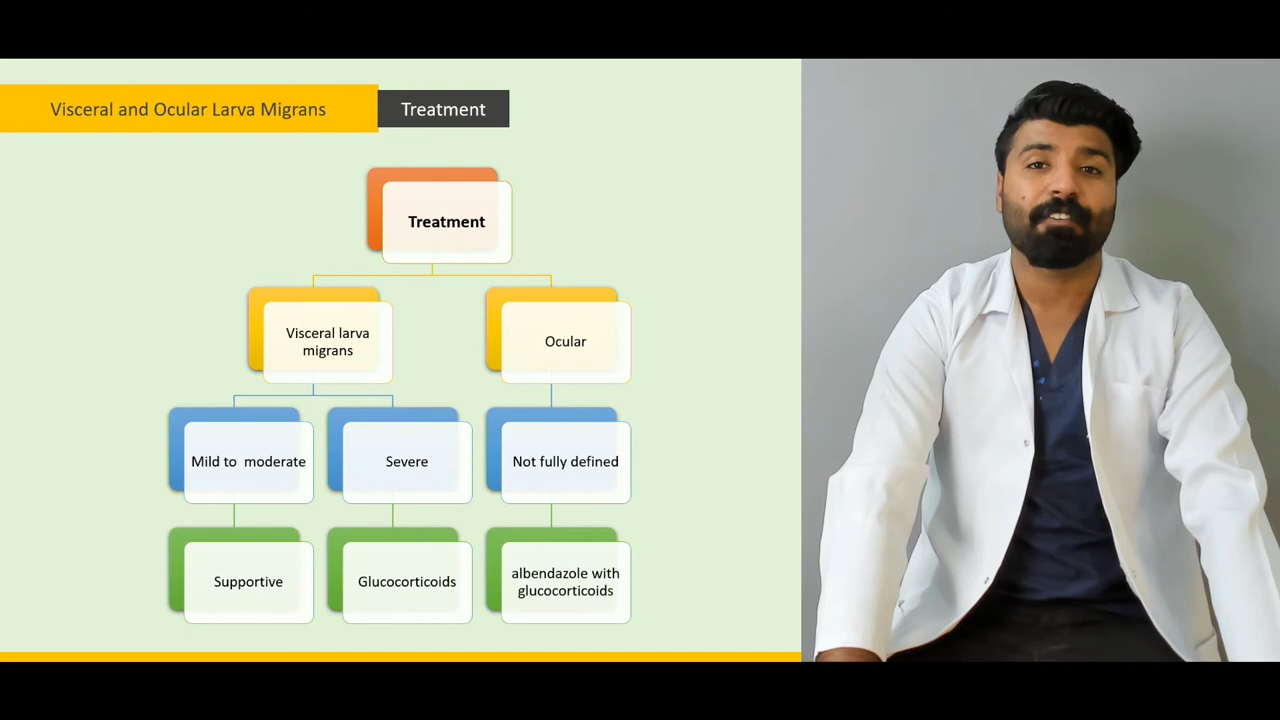 Visceral and Ocular Larva Migrans
Treatment
Treatment
Visceral larva
migrans
Ocular
Mild to  moderate
Severe
Not fully defined
Supportive
Glucocorticoids
albendazole with
glucocorticoids